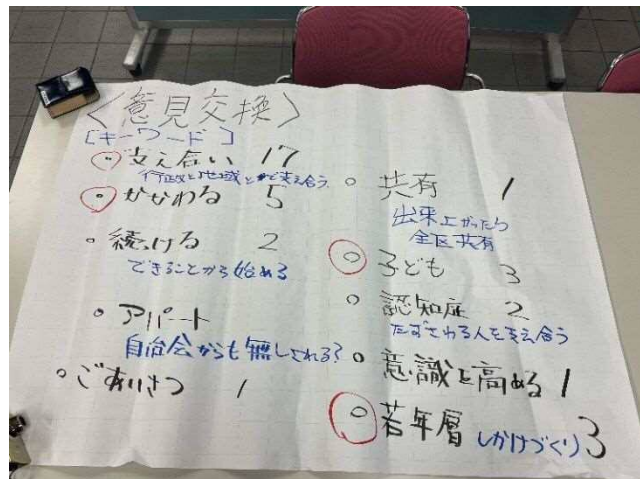 〈意見交換〉
[キーワード]
○支え合い 17
行政と地域とで支え合う
○かかわる 5
○続ける 2
できることから始める
○アパート
自治会からも無しされる?
○ごあいさつ 1
○共有 1
出来上がったら
全区共有
○子ども 3
○認知症 2
たずさわる人を支え合う
○意識を高める 1
○若年層 しかけづくり 3